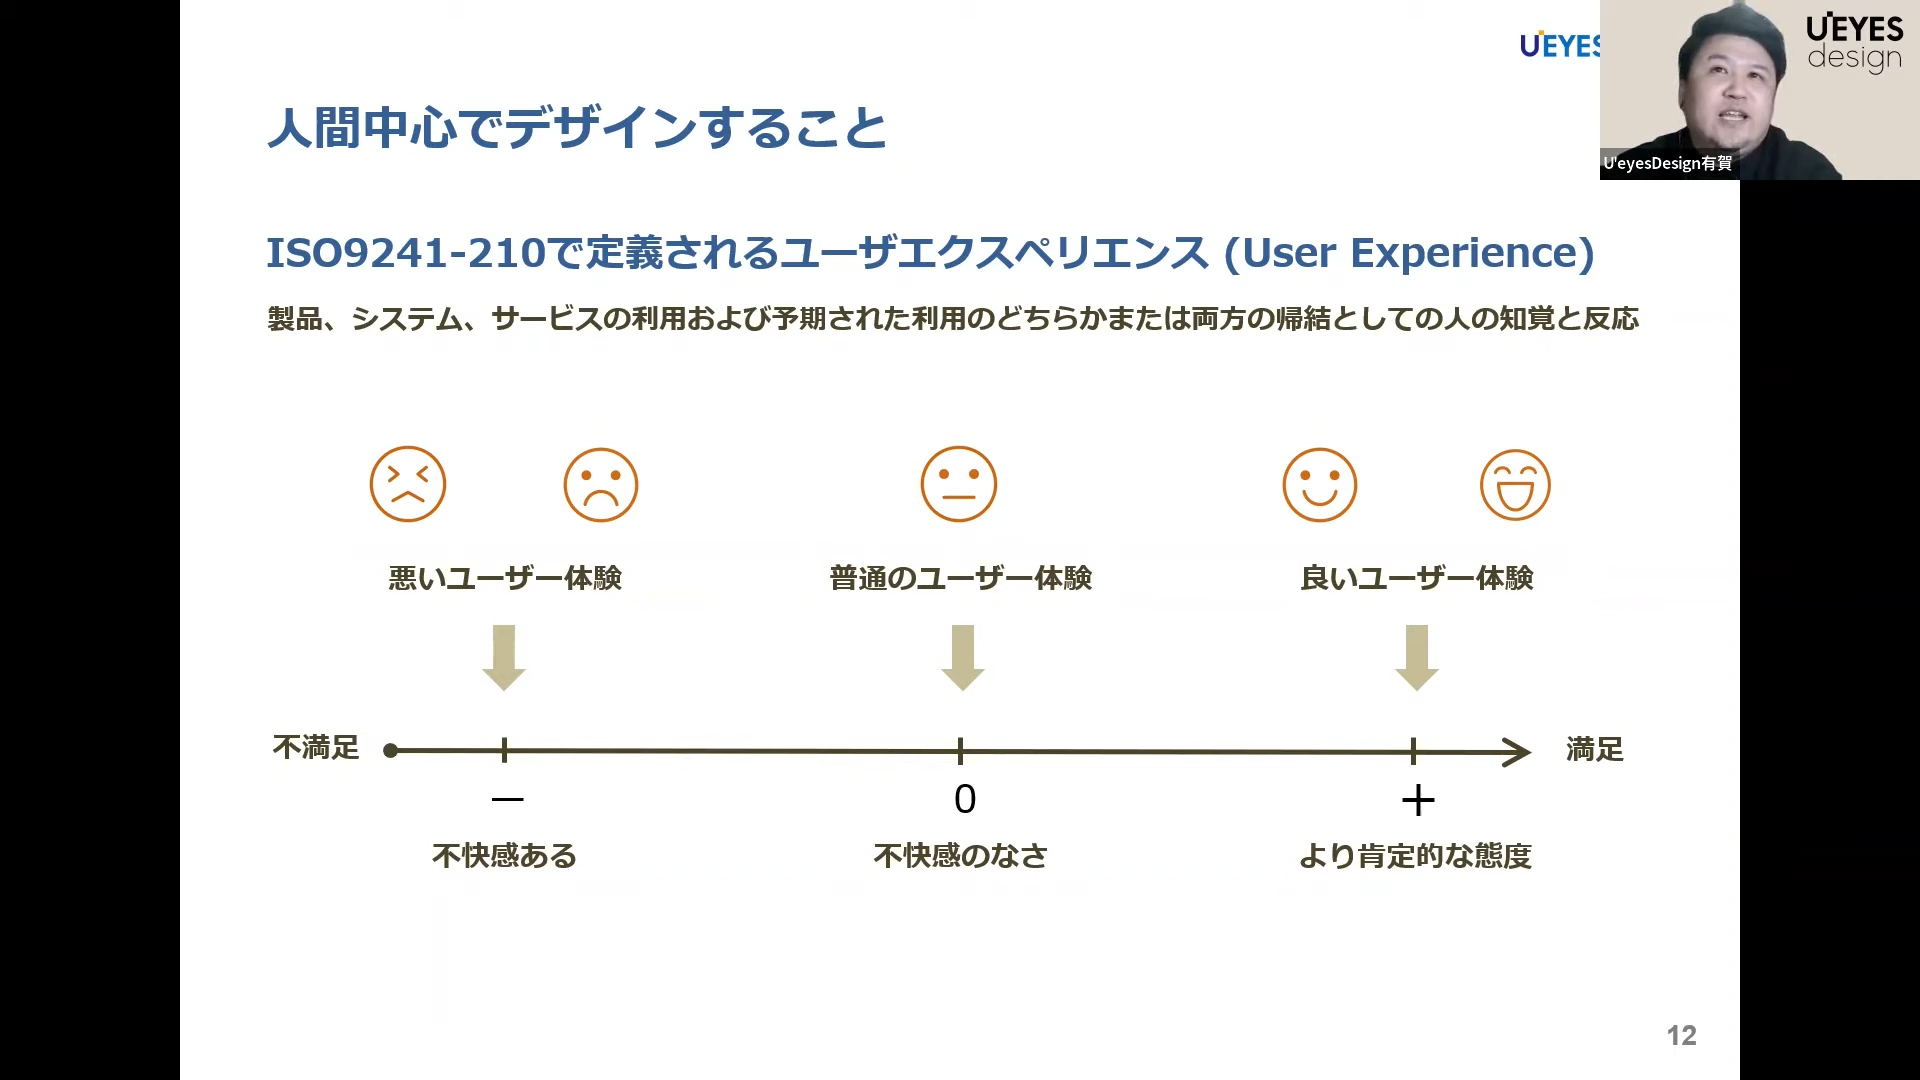 U'EYES
U'EYES
design
U'eyesDesign有賀
人間中心でデザインすること
ISO9241-210で定義されるユーザエクスペリエンス (User Experience)
製品、システム、サービスの利用および予期された利用のどちらかまたは両方の帰結としての人の知覚と反応
悪いユーザー体験 普通のユーザー体験 良いユーザー体験
不満足 満足
－ 0 ＋
不快感ある 不快感のなさ より肯定的な態度
12